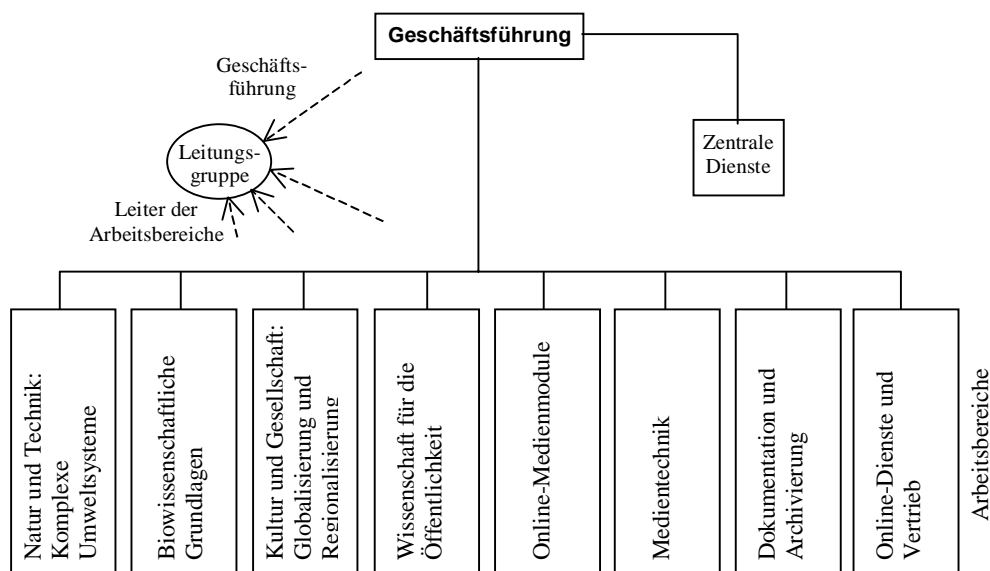 Geschäftsführung
Geschäfts-
führung
Zentrale
Dienste
Leitungs-
gruppe
Leiter der
Arbeitsbereiche
Natur und Technik:
Komplexe
Umweltsysteme
Biowissenschaftliche
Grundlagen
Kultur und Gesellschaft:
Globalisierung und
Regionalisierung
Wissenschaft für die
Öffentlichkeit
Online-Medienmodule
Medientechnik
Dokumentation und
Archivierung
Online-Dienste und
Vertrieb
Arbeitsbereiche